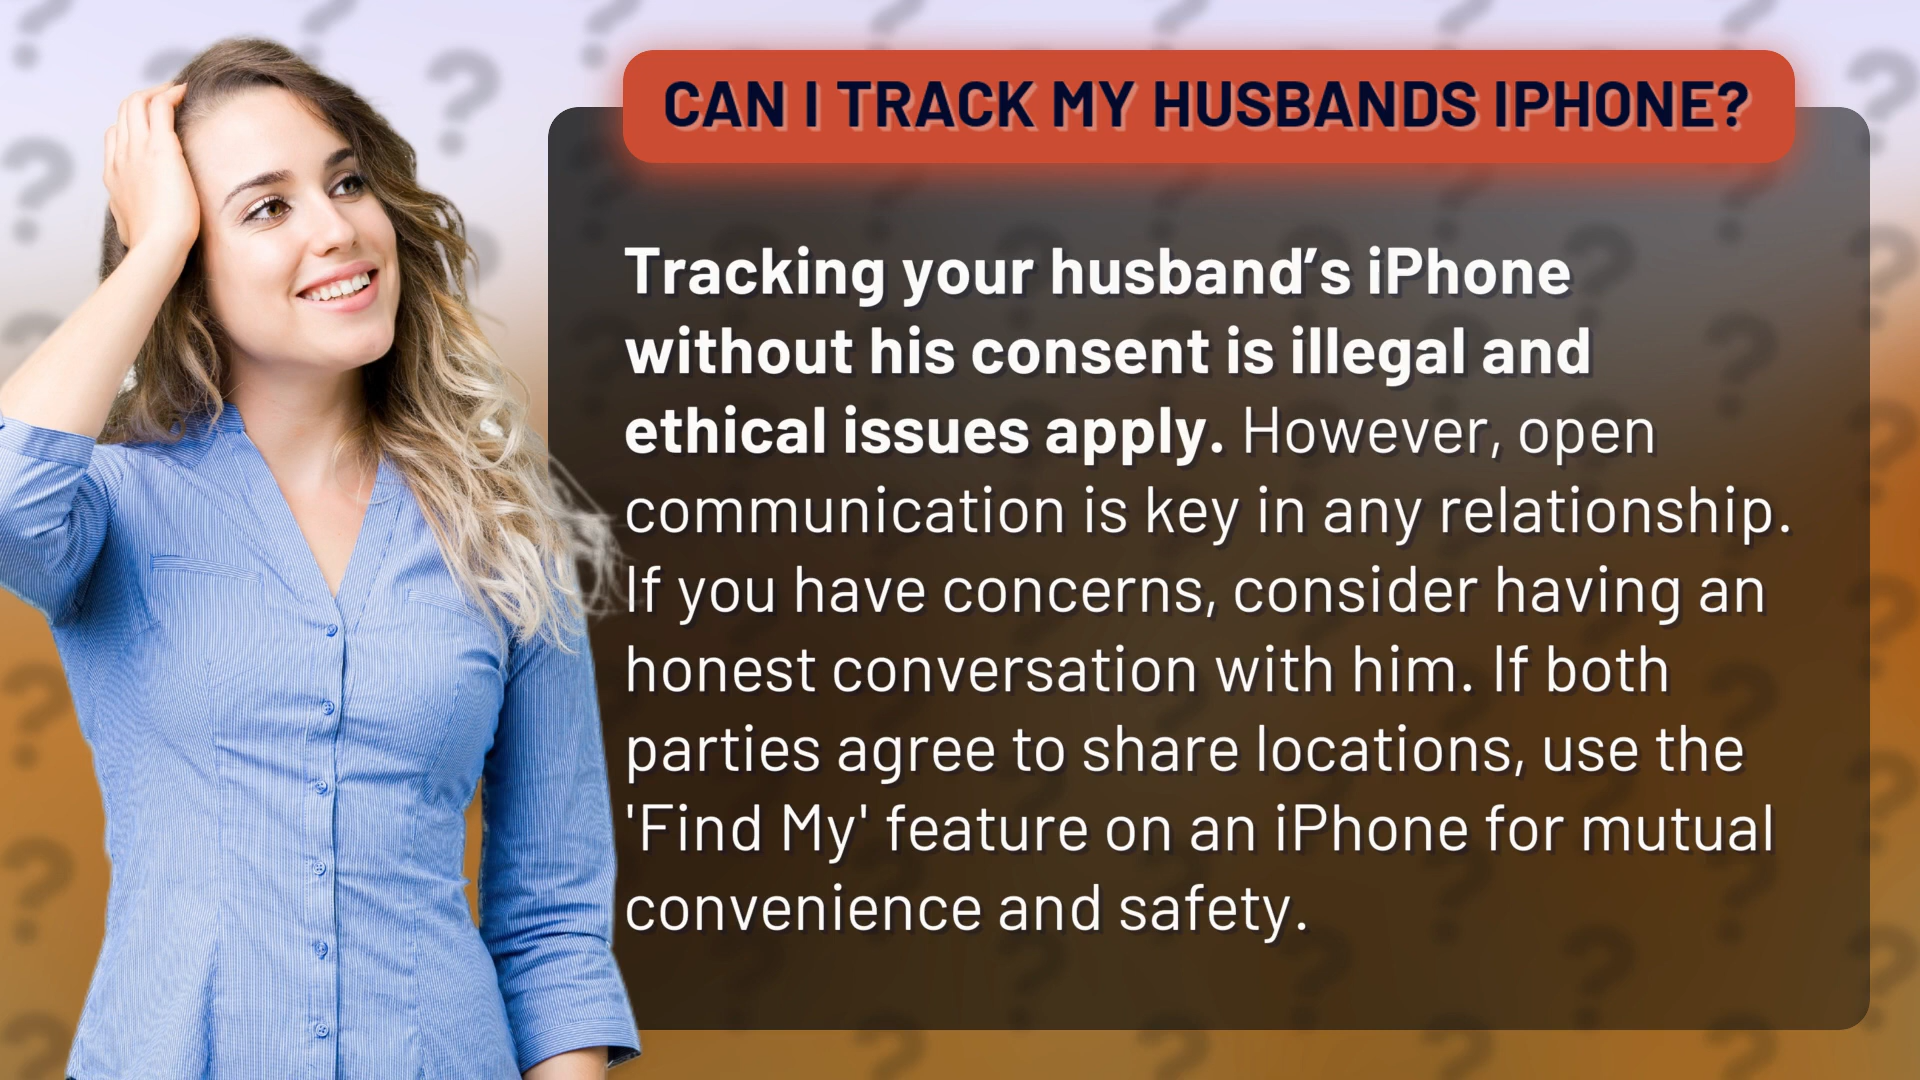 CAN I TRACK MY HUSBANDS IPHONE?
Tracking your husband’s iPhone
without his consent is illegal and
ethical issues apply. However, open
communication is key in any relationship.
If you have concerns, consider having an
honest conversation with him. If both
parties agree to share locations, use the
'Find My' feature on an iPhone for mutual
convenience and safety.